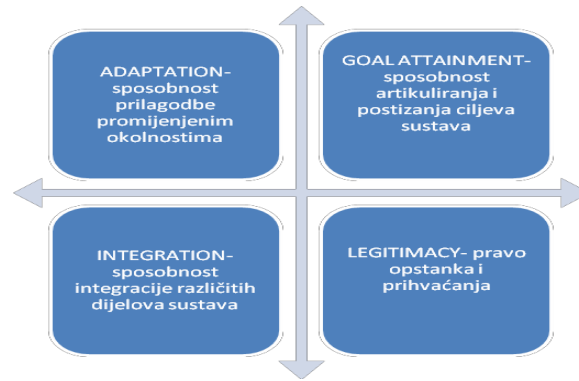 ADAPTATION-
sposobnost
prilagodbe
promijenjenim
okolnostima
GOAL ATTAINMENT-
sposobnost
artikuliranja i
postizanja ciljeva
sustava
INTEGRATION-
sposobnost
integracije različitih
dijelova sustava
LEGITIMACY- pravo
opstanka i
prihvaćanja